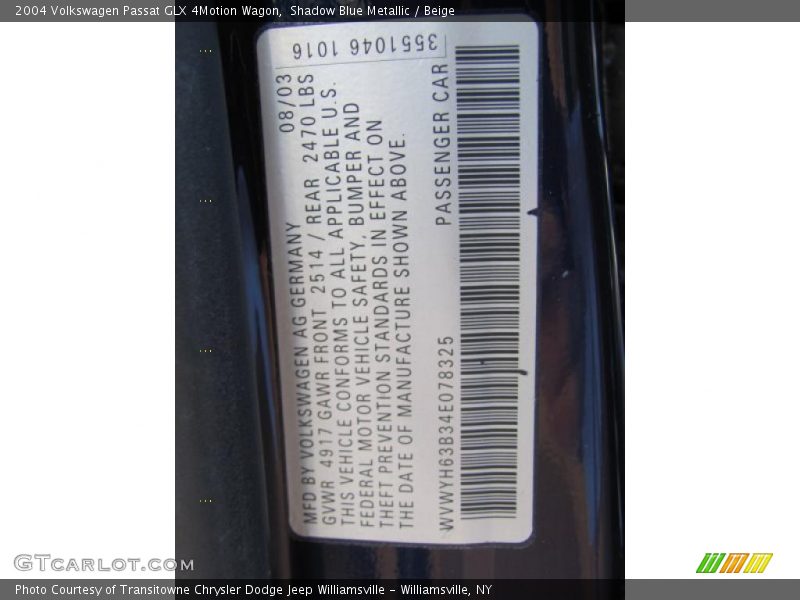 2004 Volkswagen Passat GLX 4Motion Wagon,  Shadow Blue Metallic / Beige
3551046 1016
08/03
MFD BY VOLKSWAGEN AG GERMANY
GVWR 4917 GAWR FRONT 2514 / REAR 2470 LBS
THIS VEHICLE CONFORMS TO ALL APPLICABLE U.S.
FEDERAL MOTOR VEHICLE SAFETY, BUMPER AND
THEFT PREVENTION STANDARDS IN EFFECT ON
THE DATE OF MANUFACTURE SHOWN ABOVE.
WVWYH63B34E078325 PASSENGER CAR
GTCARLOT.COM
Photo Courtesy of Transitowne Chrysler Dodge Jeep Williamsville - Williamsville, NY